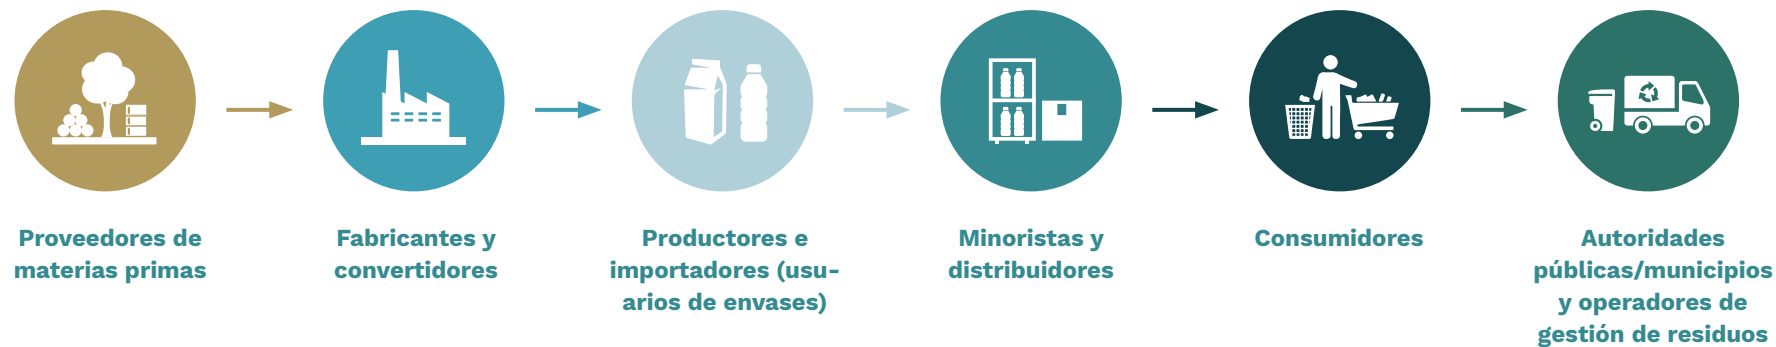 Proveedores de
materias primas
Fabricantes y
convertidores
Productores e
importadores (usu-
arios de envases)
Minoristas y
distribuidores
Consumidores
Autoridades
públicas/municipios
y operadores de
gestión de residuos